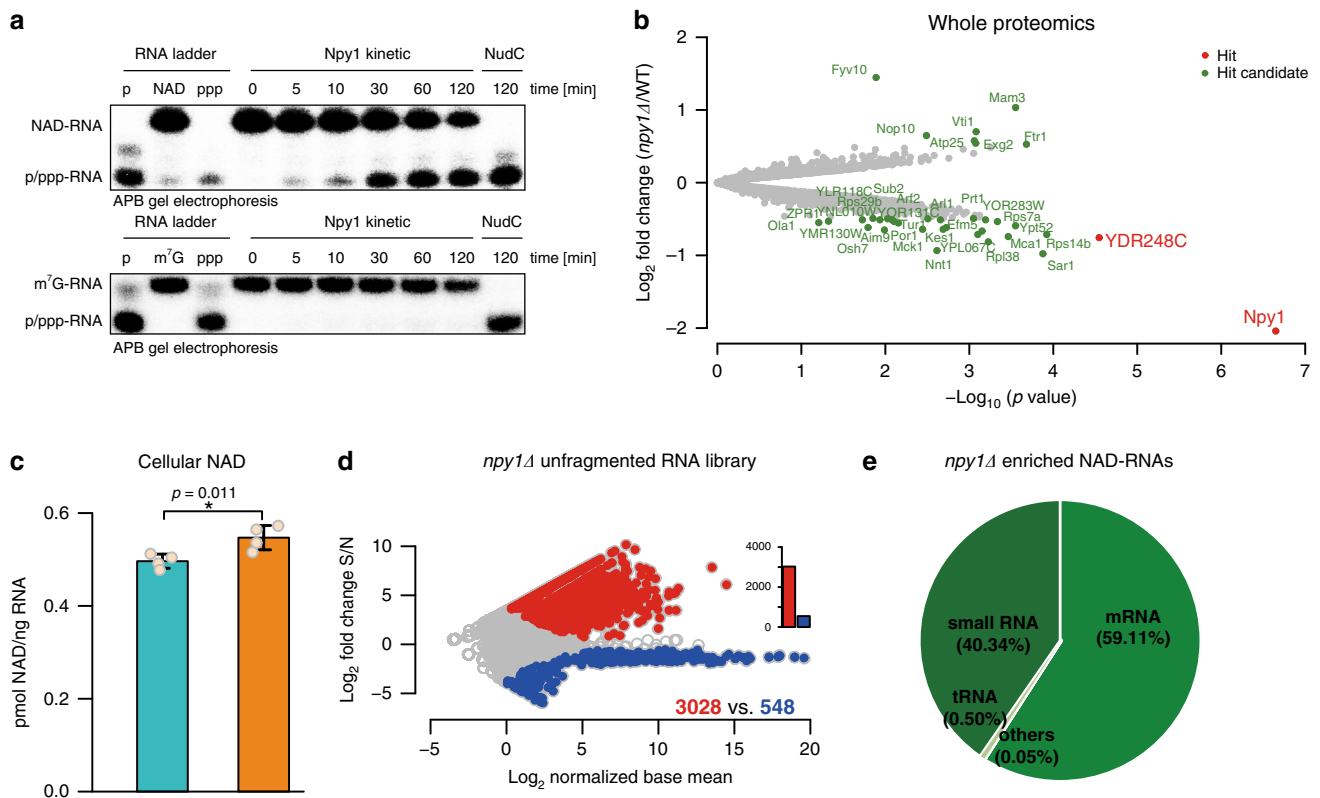 a
RNA ladder Npy1 kinetic NudC
p NAD ppp 0 5 10 30 60 120 120 time [min]
NAD-RNA
p/ppp-RNA
APB gel electrophoresis
RNA ladder Npy1 kinetic NudC
p m⁷G ppp 0 5 10 30 60 120 120 time [min]
m⁷G-RNA
p/ppp-RNA
APB gel electrophoresis
b
Whole proteomics
Log₂ fold change (npy1Δ/WT)
2
1
0
−1
−2
Hit
Hit candidate
Fyv10
Mam3
Nop10
Vti1
Atp25
Exg2
Ftr1
YLR118C
Sub2
Rps29b
Arf2
Arl1
Prt1
YOR283W
ZPR1
YNL010W
YOR131C
Rps7a
Ola1
Tur1
Efm5
Ypt52
YMR130W
Aim9
Por1
Kes1
Mca1
Rps14b
Osh7
Mck1
YPL067C
Rpl38
Nnt1
Sar1
YDR248C
Npy1
0 1 2 3 4 5 6 7
−Log₁₀ (p value)
c
Cellular NAD
p = 0.011
*
pmol NAD/ng RNA
0.6
0.4
0.2
0.0
d
npy1Δ unfragmented RNA library
Log₂ fold change S/N
10
5
0
−5
4000
2000
0
3028 vs. 548
−5 0 5 10 15 20
Log₂ normalized base mean
e
npy1Δ enriched NAD-RNAs
small RNA
(40.34%)
mRNA
(59.11%)
tRNA
(0.50%)
others
(0.05%)